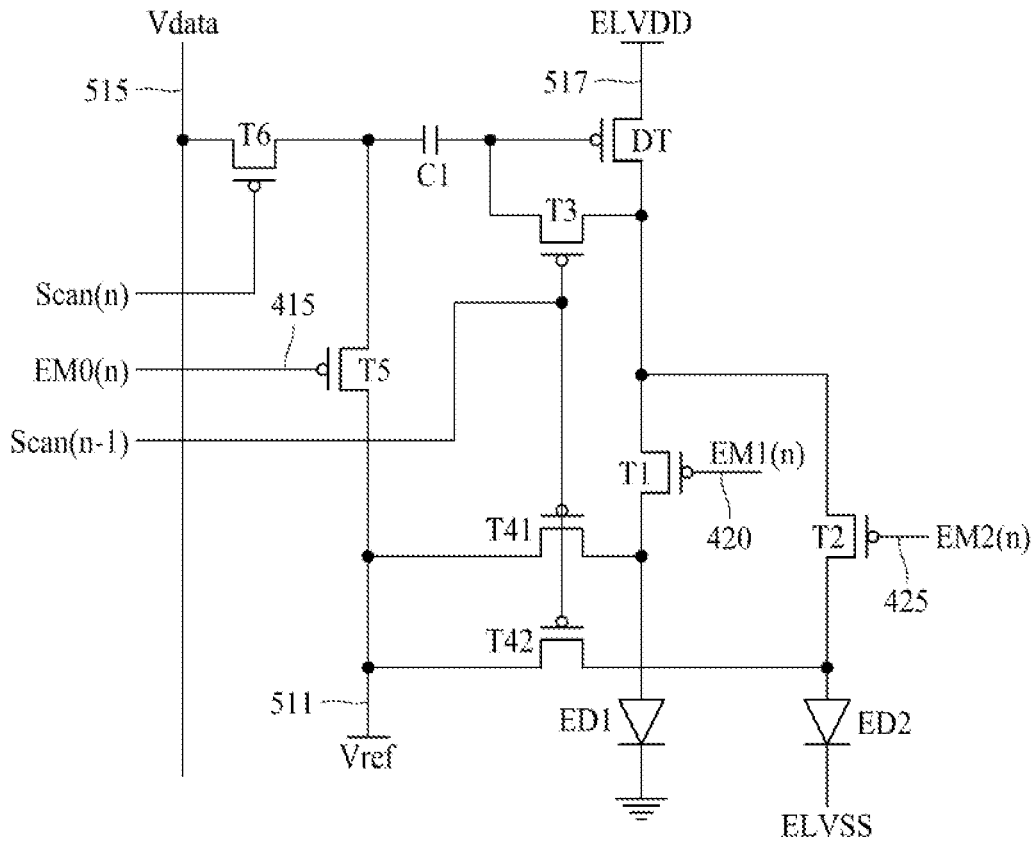 Vdata
ELVDD
515
517
T6
DT
C1
T3
Scan(n)
415
EM0(n)
T5
Scan(n-1)
T1
EM1(n)
420
T41
T2
EM2(n)
425
T42
511
ED1
ED2
Vref
ELVSS